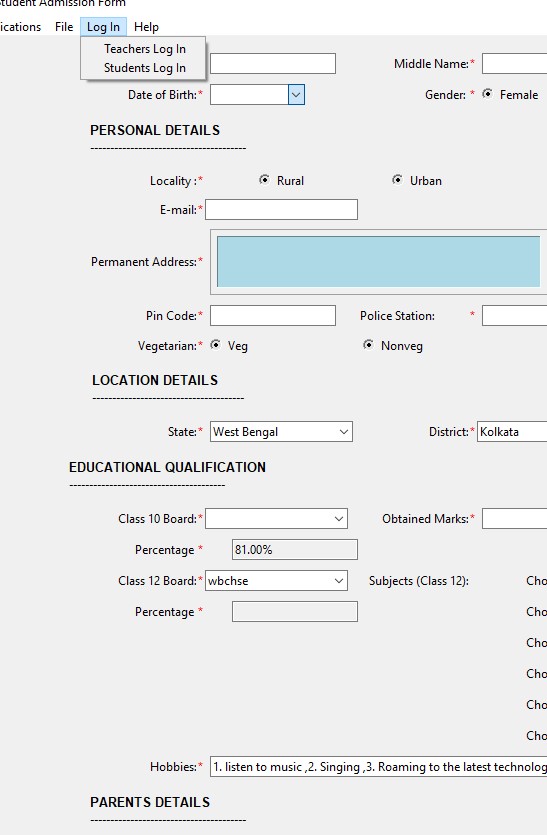 Student Admission Form
ications File Log In Help
Teachers Log In
Students Log In
Middle Name:*
Date of Birth:* Gender: * Female
PERSONAL DETAILS
---------------------------------------
Locality :* Rural Urban
E-mail:*
Permanent Address:*
Pin Code:* Police Station: *
Vegetarian:* Veg Nonveg
LOCATION DETAILS
--------------------------------------
State:* West Bengal District:* Kolkata
EDUCATIONAL QUALIFICATION
---------------------------------------
Class 10 Board:* Obtained Marks:*
Percentage * 81.00%
Class 12 Board:* wbchse Subjects (Class 12): Cho
Percentage * Cho
Cho
Cho
Cho
Cho
Hobbies:* 1. listen to music ,2. Singing ,3. Roaming to the latest technolog
PARENTS DETAILS
---------------------------------------